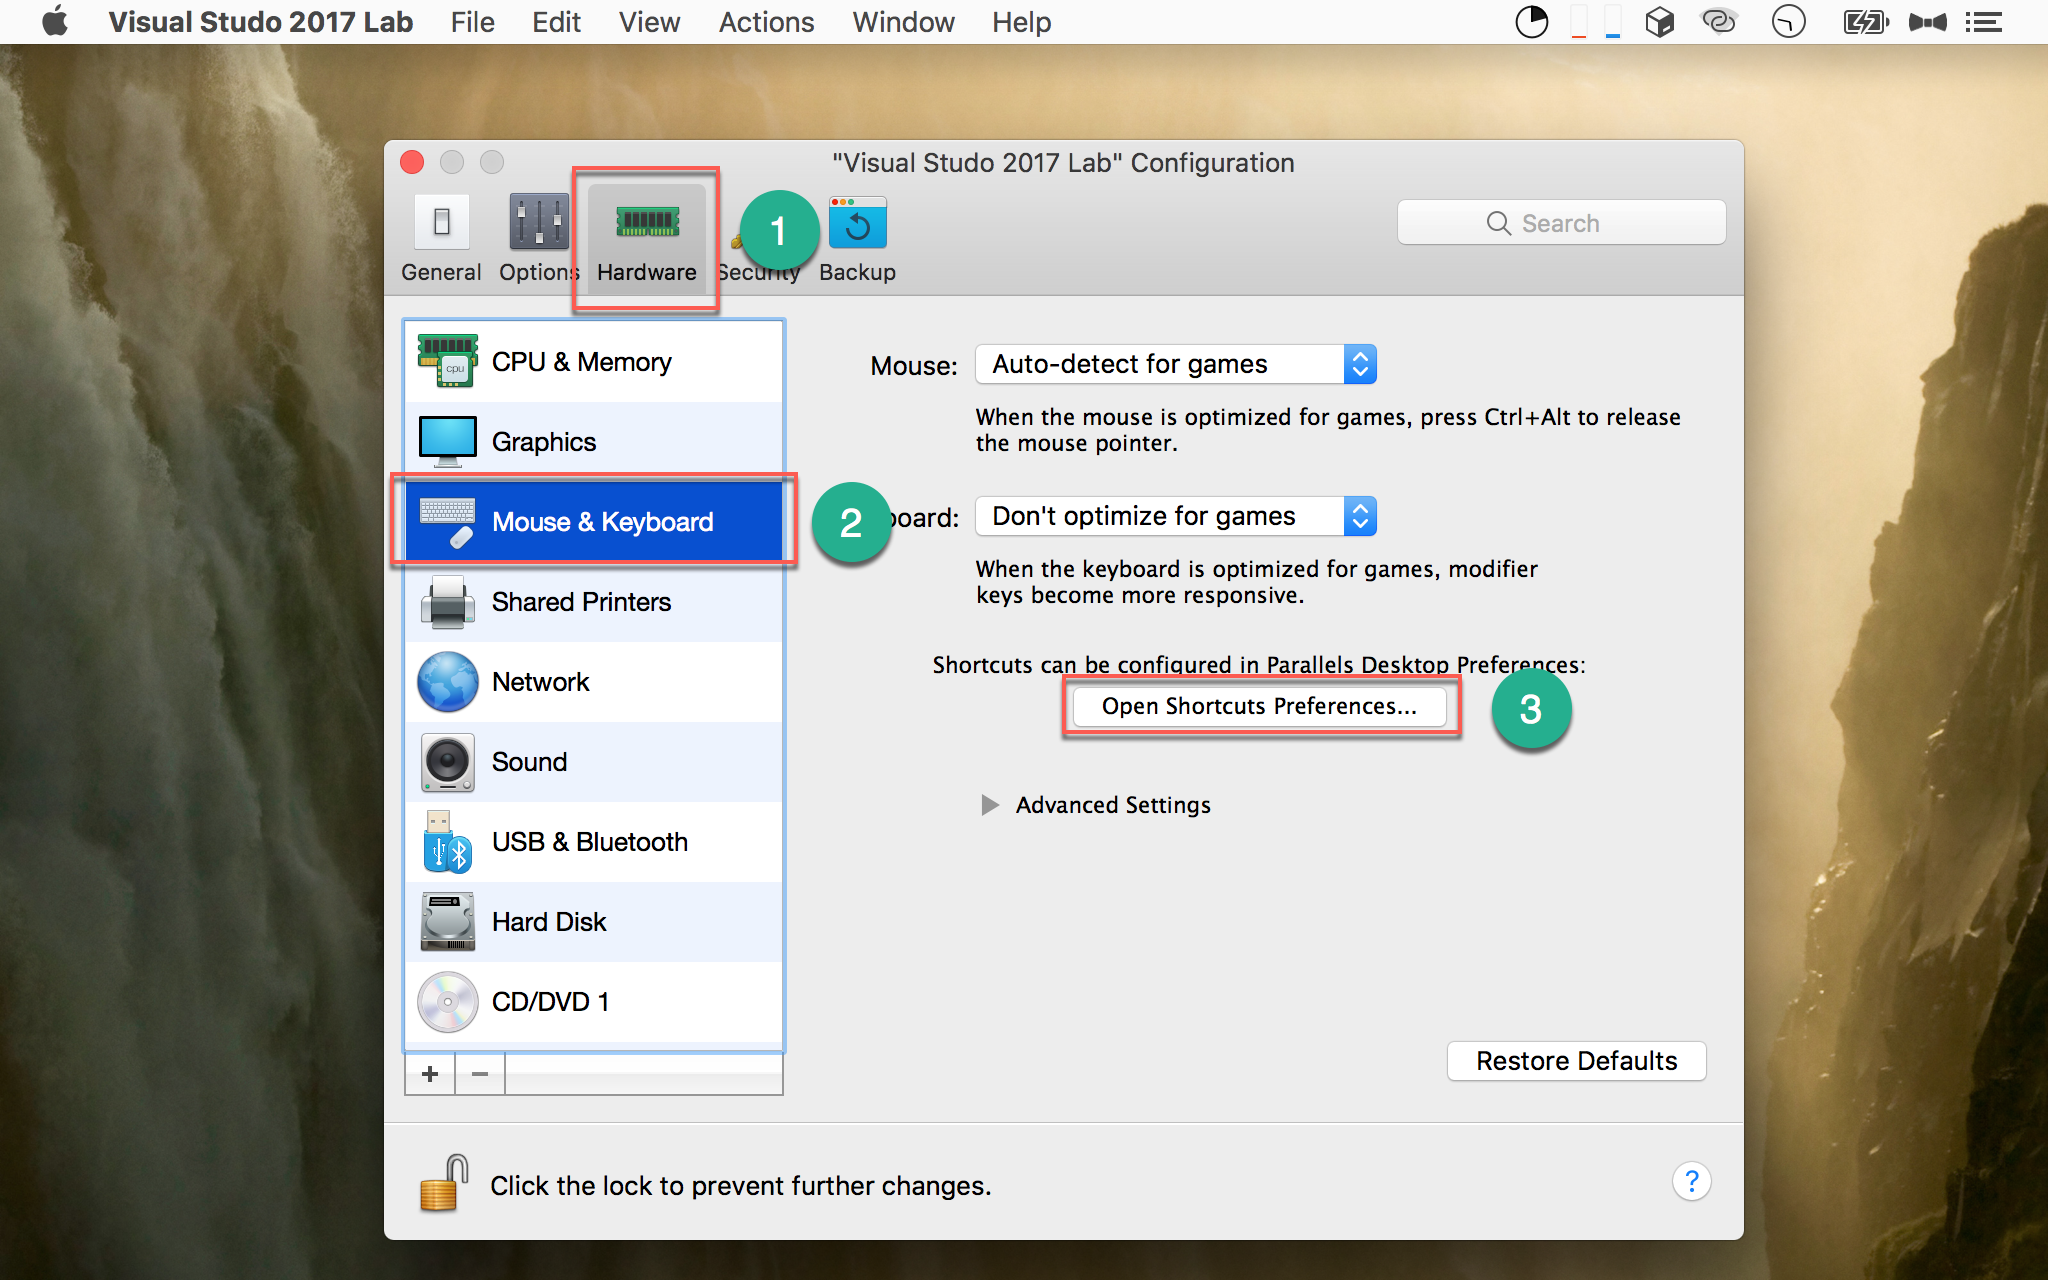 Visual Studo 2017 Lab File Edit View Actions Window Help
"Visual Studo 2017 Lab" Configuration
General Options Hardware Security Backup
1
Search
CPU & Memory
cpu
Graphics
Mouse & Keyboard
2
Shared Printers
Network
Sound
USB & Bluetooth
Hard Disk
CD/DVD 1
+ −
Mouse: Auto-detect for games
When the mouse is optimized for games, press Ctrl+Alt to release
the mouse pointer.
board: Don't optimize for games
When the keyboard is optimized for games, modifier
keys become more responsive.
Shortcuts can be configured in Parallels Desktop Preferences:
Open Shortcuts Preferences...
3
Advanced Settings
Restore Defaults
Click the lock to prevent further changes.
?